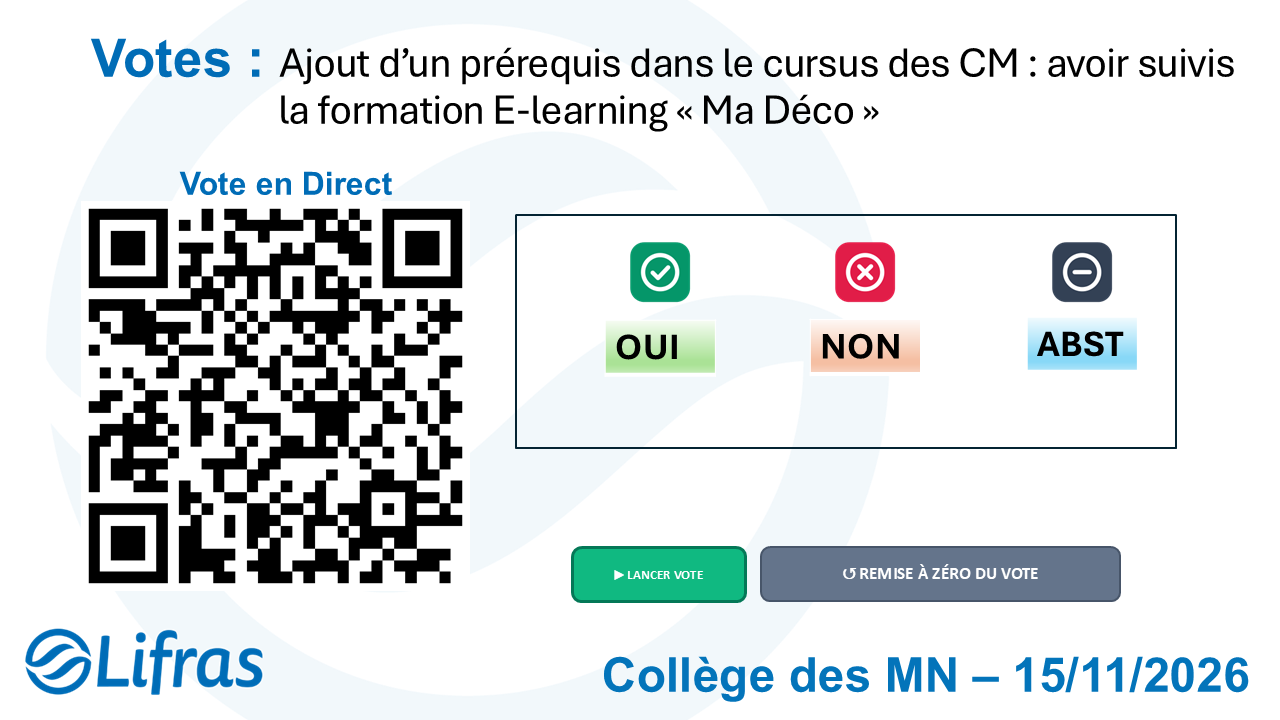 Votes : Ajout d’un prérequis dans le cursus des CM : avoir suivis
la formation E-learning « Ma Déco »
Vote en Direct
OUI
NON
ABST
▶ LANCER VOTE
↺ REMISE À ZÉRO DU VOTE
Lifras
Collège des MN – 15/11/2026